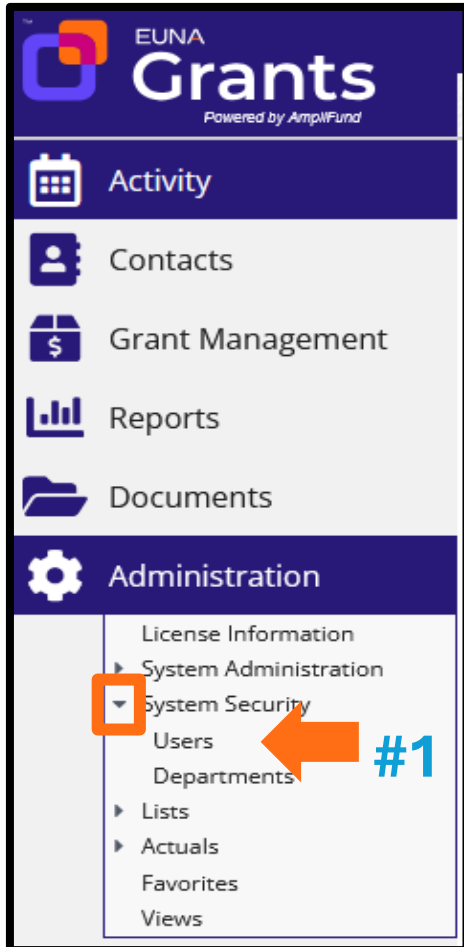 ™
EUNA
Grants
Powered by AmpliFund
Activity
Contacts
$
Grant Management
Reports
Documents
Administration
License Information
System Administration
System Security
Users
#1
Departments
Lists
Actuals
Favorites
Views